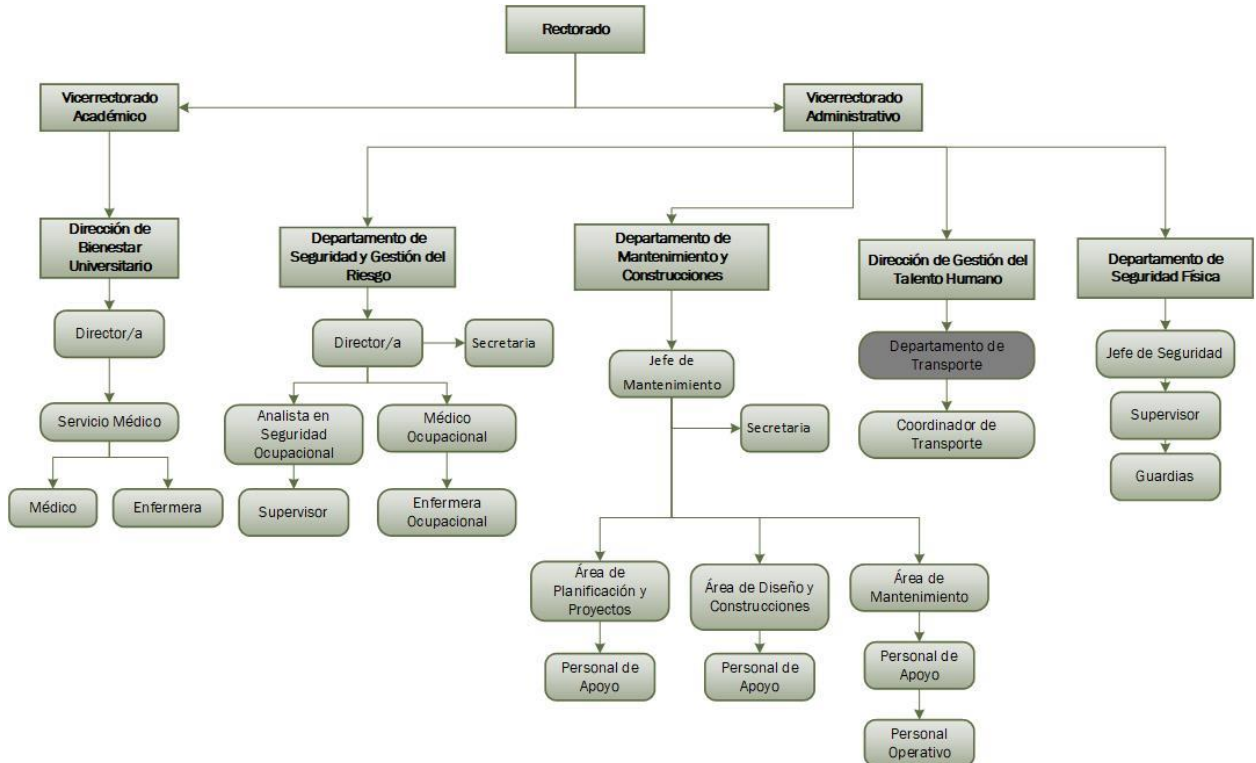 Rectorado
Vicerrectorado
Académico
Vicerrectorado
Administrativo
Dirección de
Bienestar
Universitario
Departamento de
Seguridad y Gestión del
Riesgo
Departamento de
Mantenimiento y
Construcciones
Dirección de Gestión del
Talento Humano
Departamento de
Seguridad Física
Director/a
Director/a
Secretaria
Jefe de
Mantenimiento
Departamento de
Transporte
Jefe de Seguridad
Servicio Médico
Analista en
Seguridad
Ocupacional
Médico
Ocupacional
Secretaria
Coordinador de
Transporte
Supervisor
Médico
Enfermera
Supervisor
Enfermera
Ocupacional
Guardias
Área de
Planificación y
Proyectos
Área de Diseño y
Construcciones
Área de
Mantenimiento
Personal de
Apoyo
Personal de
Apoyo
Personal de
Apoyo
Personal
Operativo